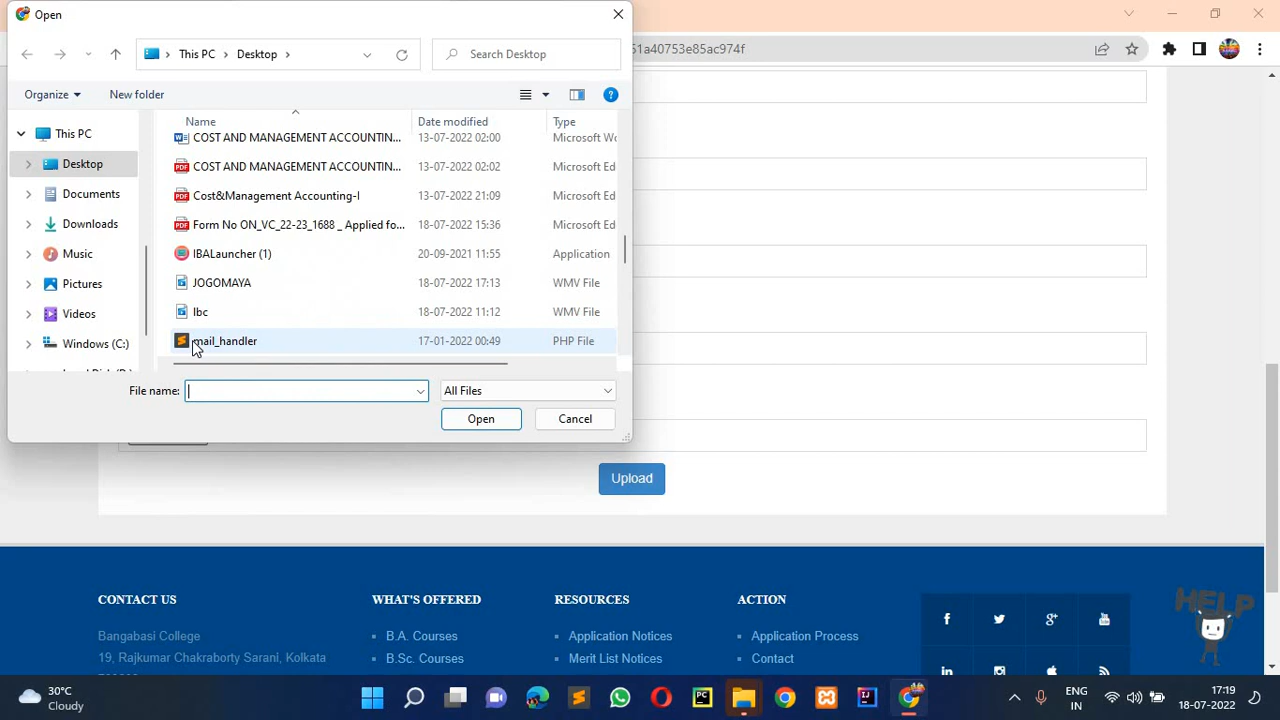 Open
This PC > Desktop >
Search Desktop
61a40753e85ac974f
Organize
New folder
This PC
Desktop
Documents
Downloads
Music
Pictures
Videos
Windows (C:)
Name Date modified Type
COST AND MANAGEMENT ACCOUNTIN... 13-07-2022 02:00 Microsoft Wo
COST AND MANAGEMENT ACCOUNTIN... 13-07-2022 02:02 Microsoft Ed
Cost&Management Accounting-I 13-07-2022 21:09 Microsoft Ed
Form No ON_VC_22-23_1688 _ Applied fo... 18-07-2022 15:36 Microsoft Ed
IBALauncher (1) 20-09-2021 11:55 Application
JOGOMAYA 18-07-2022 17:13 WMV File
lbc 18-07-2022 11:12 WMV File
mail_handler 17-01-2022 00:49 PHP File
File name:
All Files
Open
Cancel
Upload
CONTACT US
Bangabasi College
19, Rajkumar Chakraborty Sarani, Kolkata
WHAT'S OFFERED
B.A. Courses
B.Sc. Courses
RESOURCES
Application Notices
Merit List Notices
ACTION
Application Process
Contact
HELP
30°C
Cloudy
ENG
IN
17:19
18-07-2022